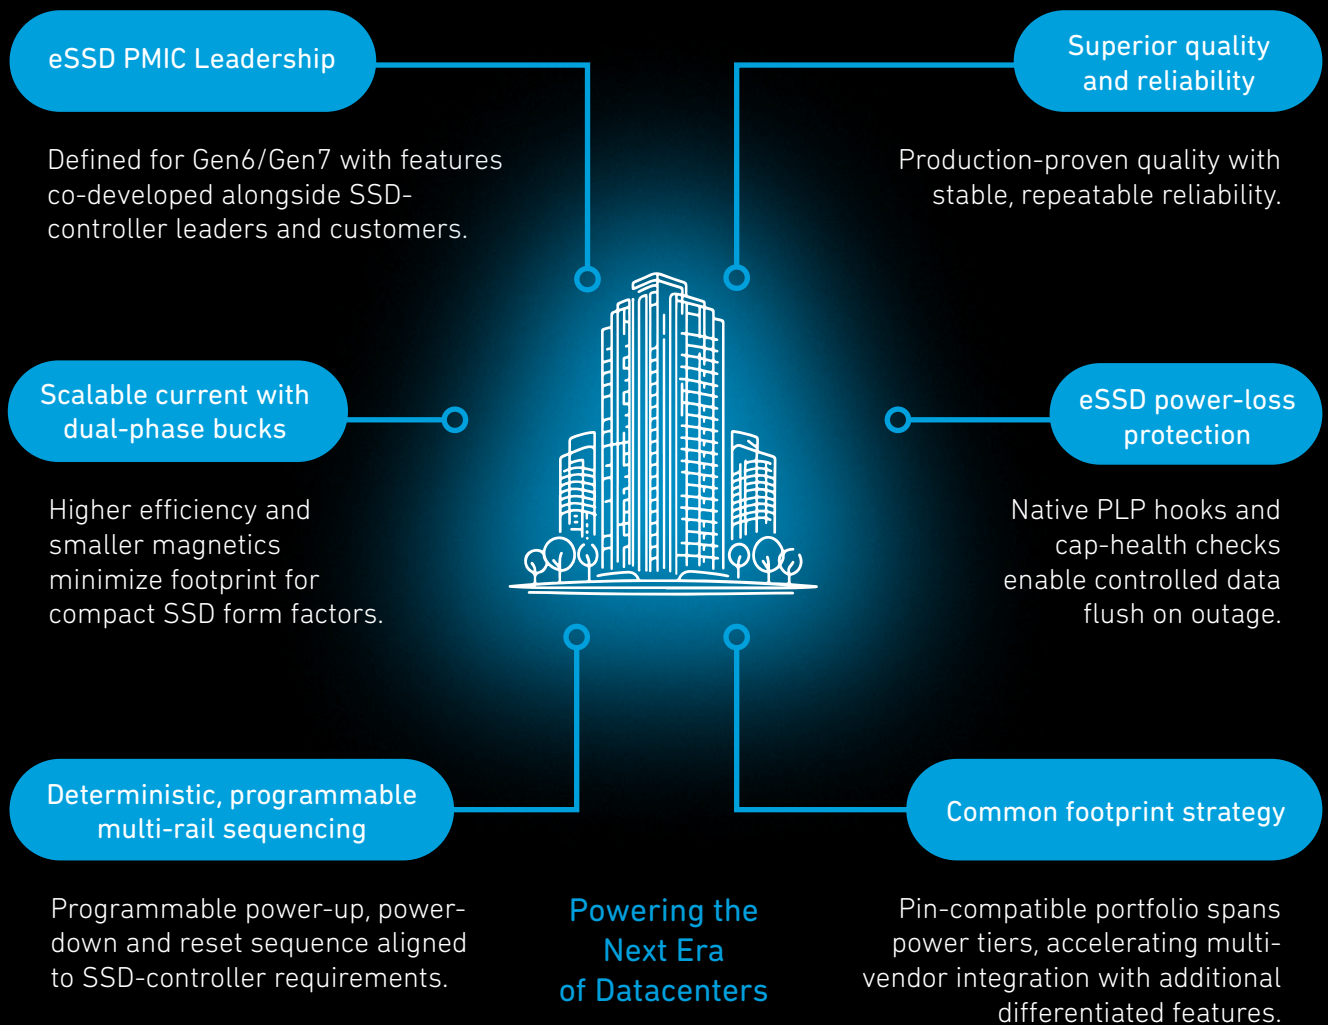 eSSD PMIC Leadership
Defined for Gen6/Gen7 with features
co-developed alongside SSD-
controller leaders and customers.
Superior quality
and reliability
Production-proven quality with
stable, repeatable reliability.
Scalable current with
dual-phase bucks
Higher efficiency and
smaller magnetics
minimize footprint for
compact SSD form factors.
eSSD power-loss
protection
Native PLP hooks and
cap-health checks
enable controlled data
flush on outage.
Deterministic, programmable
multi-rail sequencing
Programmable power-up, power-
down and reset sequence aligned
to SSD-controller requirements.
Powering the
Next Era
of Datacenters
Common footprint strategy
Pin-compatible portfolio spans
power tiers, accelerating multi-
vendor integration with additional
differentiated features.